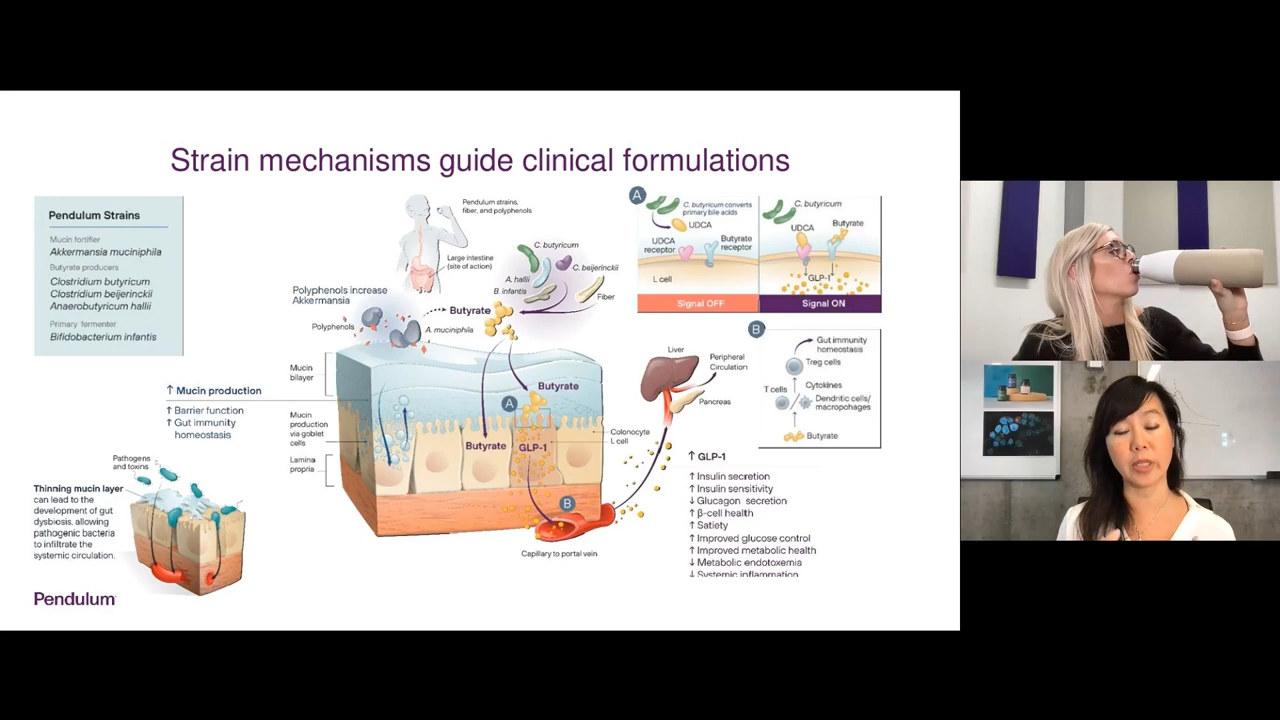 Strain mechanisms guide clinical formulations
Pendulum Strains
Mucin fortifier
Akkermansia muciniphila
Butyrate producers
Clostridium butyricum
Clostridium beijerinckii
Anaerobutyricum hallii
Primary fermenter
Bifidobacterium infantis
Pendulum strains,
fiber, and polyphenols
Large intestine
(site of action)
C. butyricum
C. beijerinckii
A. hallii
B. infantis
Fiber
Polyphenols increase
Akkermansia
Polyphenols
Butyrate
A. muciniphila
Mucin
bilayer
Mucin
production
via goblet
cells
Lamina
propria
↑ Mucin production
↑ Barrier function
↑ Gut immunity
homeostasis
Butyrate
A
Butyrate
GLP-1
Colonocyte
L cell
B
Capillary to portal vein
Liver
Peripheral
Circulation
Pancreas
Pathogens
and toxins
Thinning mucin layer
can lead to the
development of gut
dysbiosis, allowing
pathogenic bacteria
to infiltrate the
systemic circulation.
A
C. butyricum converts
primary bile acids
UDCA
UDCA
receptor
Butyrate
receptor
L cell
Signal OFF
C. butyricum
Butyrate
UDCA
GLP-1
Signal ON
B
Gut immunity
homeostasis
Treg cells
T cells
Cytokines
Dendritic cells/
macropohages
Butyrate
↑ GLP-1
↑ Insulin secretion
↑ Insulin sensitivity
↓ Glucagon secretion
↑ β-cell health
↑ Satiety
↑ Improved glucose control
↑ Improved metabolic health
↓ Metabolic endotoxemia
↓ Systemic inflammation
Pendulum